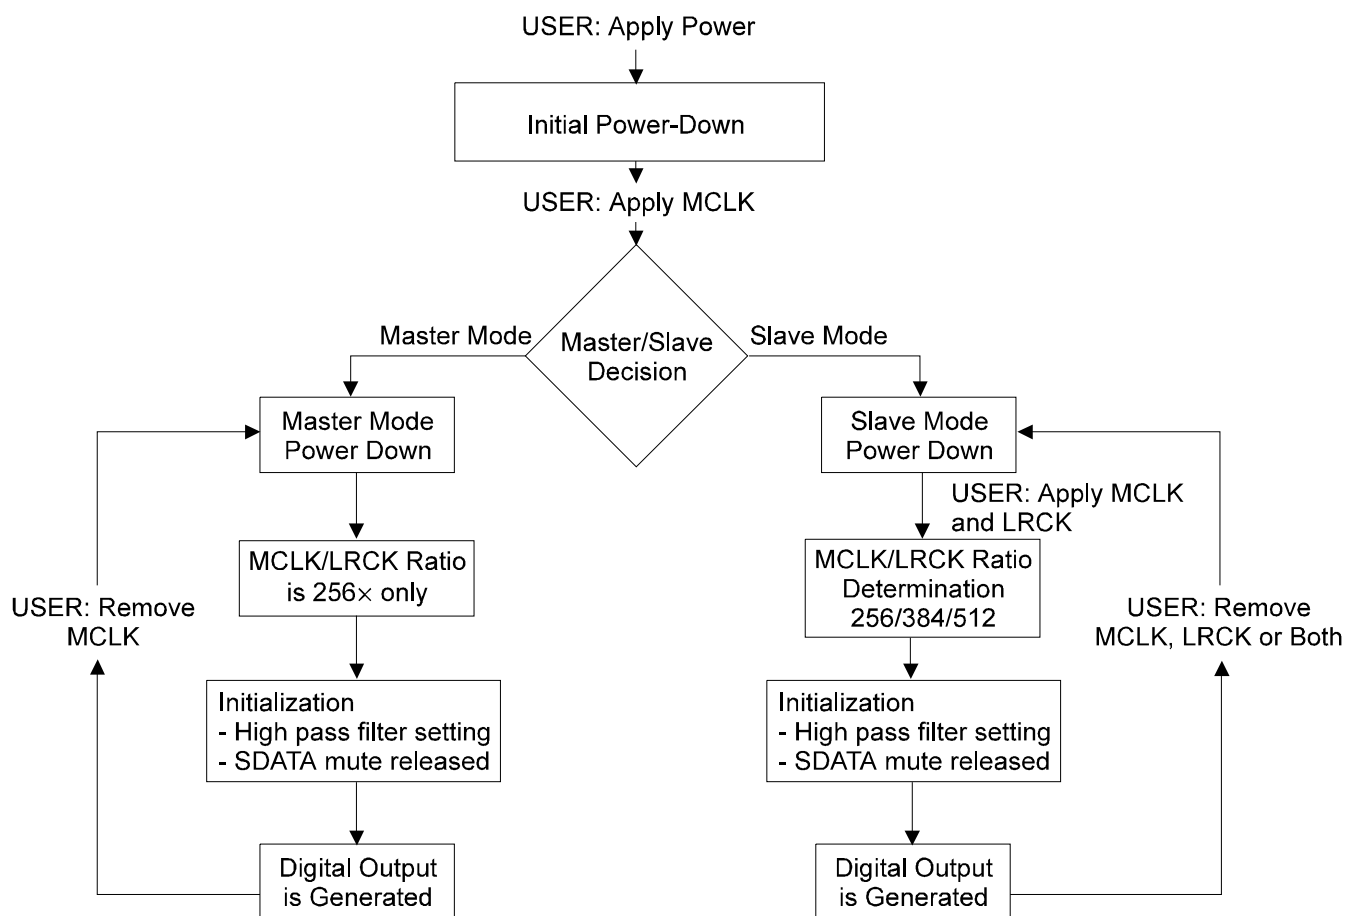 USER: Apply Power
Initial Power-Down
USER: Apply MCLK
Master/Slave
Decision
Master Mode
Slave Mode
Master Mode
Power Down
MCLK/LRCK Ratio
is 256× only
Initialization
- High pass filter setting
- SDATA mute released
Digital Output
is Generated
USER: Remove
MCLK
Slave Mode
Power Down
USER: Apply MCLK
and LRCK
MCLK/LRCK Ratio
Determination
256/384/512
Initialization
- High pass filter setting
- SDATA mute released
Digital Output
is Generated
USER: Remove
MCLK, LRCK or Both